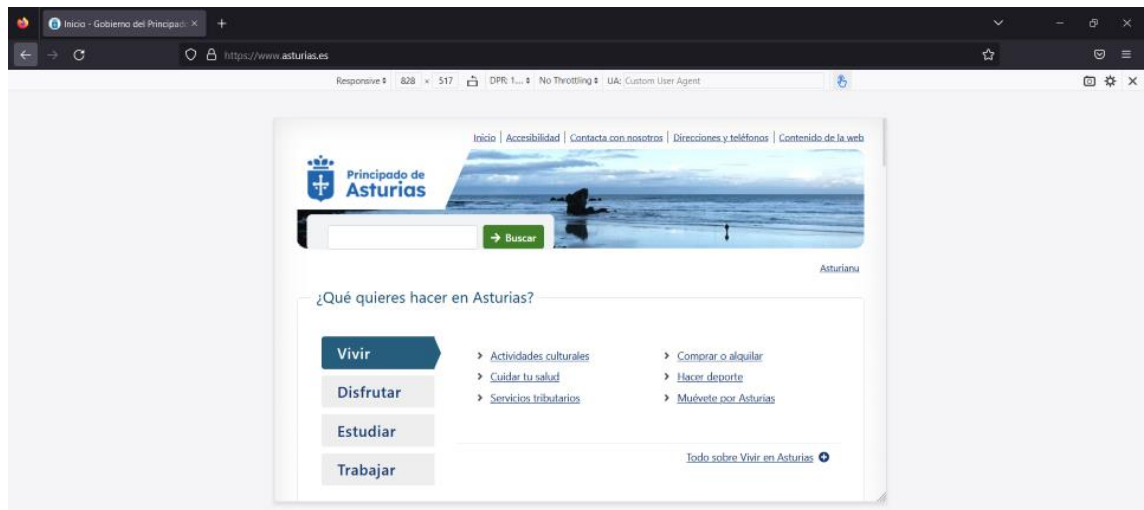 Inicio - Gobierno del Principad
https://www.asturias.es
Responsive 828 × 517 DPR: 1... No Throttling UA: Custom User Agent
Inicio | Accesibilidad | Contacta con nosotros | Direcciones y teléfonos | Contenido de la web
Principado de
Asturias
→ Buscar
Asturianu
¿Qué quieres hacer en Asturias?
Vivir
Disfrutar
Estudiar
Trabajar
Actividades culturales
Cuidar tu salud
Servicios tributarios
Comprar o alquilar
Hacer deporte
Muévete por Asturias
Todo sobre Vivir en Asturias